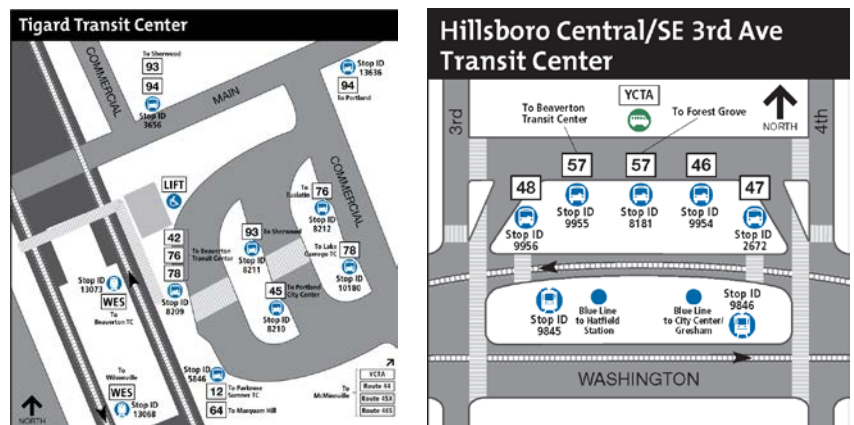 Tigard Transit Center
COMMERCIAL
To Sherwood
93
94
Stop ID
3656
MAIN
Stop ID
13636
94
To Portland
LIFT
COMMERCIAL
To
Tualatin
76
Stop ID
8212
42
76
78
To Beaverton
Transit Center
Stop ID
8209
93
To Sherwood
Stop ID
8211
To Lake
Oswego TC
78
Stop ID
10180
45
To Portland
City Center
Stop ID
8210
Stop ID
13073
WES
To
Beaverton TC
To
Wilsonville
WES
Stop ID
13068
Stop ID
5846
12
To Parkrose
Sumner TC
64
To Marquam Hill
To
McMinnville
YCTA
Route 44
Route 45X
Route 46S
NORTH
Hillsboro Central/SE 3rd Ave
Transit Center
3rd
4th
YCTA
NORTH
To Beaverton
Transit Center
To Forest Grove
48
Stop ID
9956
57
Stop ID
9955
57
Stop ID
8181
46
Stop ID
9954
47
Stop ID
2672
Stop ID
9845
Blue Line
to Hatfield
Station
Blue Line
to City Center/
Gresham
Stop ID
9846
WASHINGTON